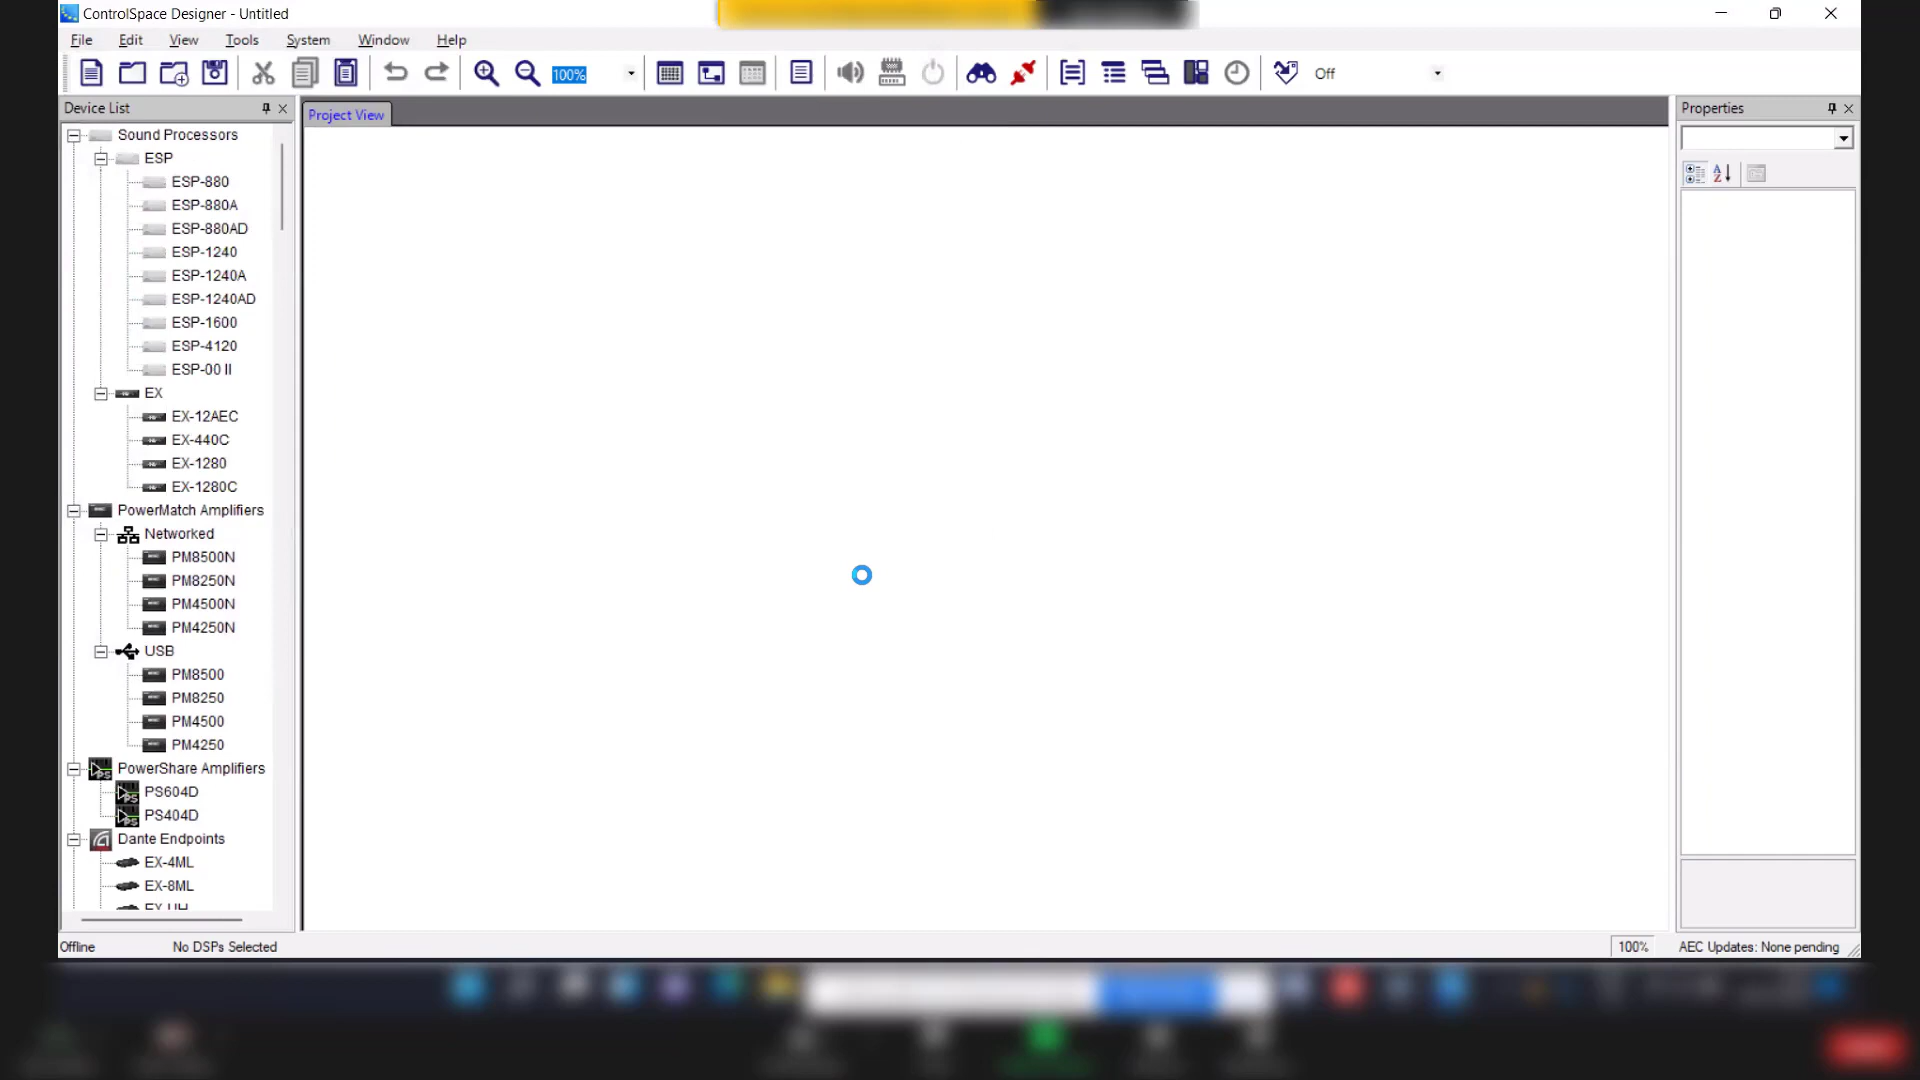 ControlSpace Designer - Untitled
File Edit View Tools System Window Help
100% Off
Device List
Sound Processors
ESP
ESP-880
ESP-880A
ESP-880AD
ESP-1240
ESP-1240A
ESP-1240AD
ESP-1600
ESP-4120
ESP-00 II
EX
EX-12AEC
EX-440C
EX-1280
EX-1280C
PowerMatch Amplifiers
Networked
PM8500N
PM8250N
PM4500N
PM4250N
USB
PM8500
PM8250
PM4500
PM4250
PowerShare Amplifiers
PS604D
PS404D
Dante Endpoints
EX-4ML
EX-8ML
Project View
Properties
Offline No DSPs Selected 100% AEC Updates: None pending